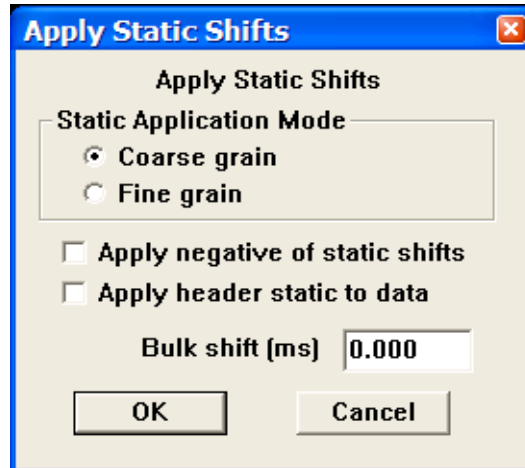 Apply Static Shifts
Apply Static Shifts
Static Application Mode
Coarse grain
Fine grain
Apply negative of static shifts
Apply header static to data
Bulk shift (ms) 0.000
OK Cancel